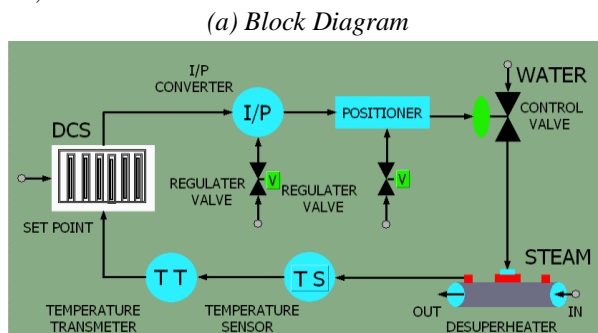 (a) Block Diagram
I/P
CONVERTER
I/P
POSITIONER
WATER
CONTROL
VALVE
DCS
REGULATER
VALVE
V
REGULATER
VALVE
V
SET POINT
STEAM
TT
TS
TEMPERATURE
TRANSMETER
TEMPERATURE
SENSOR
OUT
IN
DESUPERHEATER